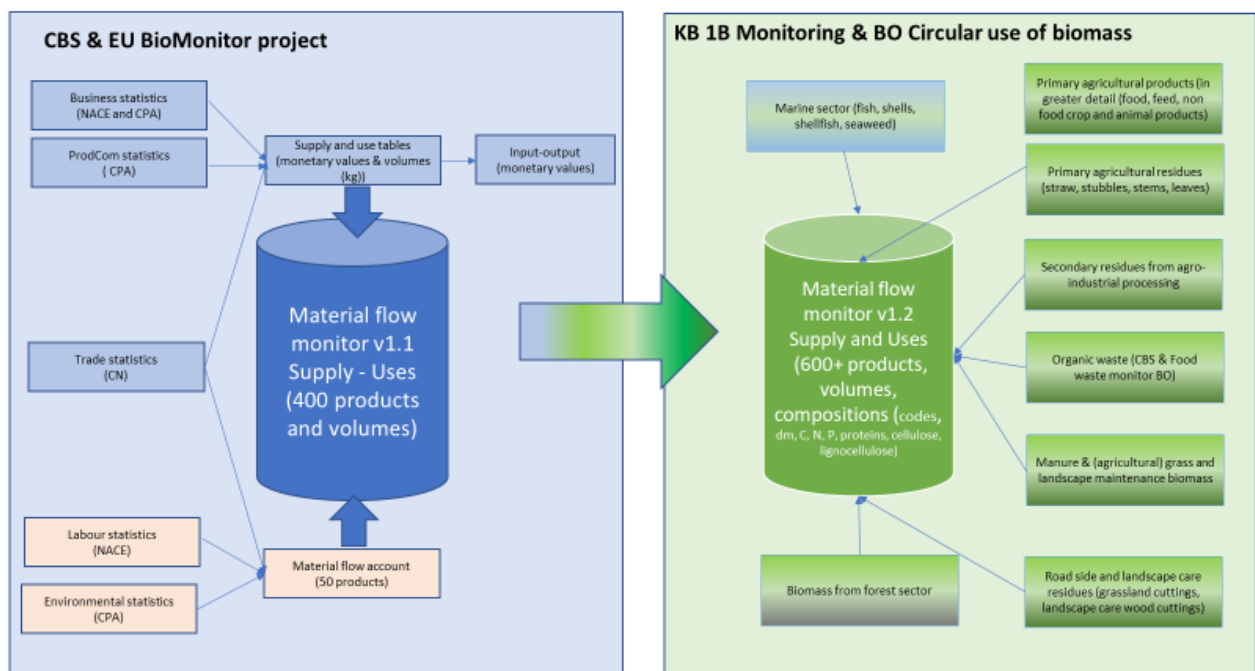 CBS & EU BioMonitor project
Business statistics
(NACE and CPA)
ProdCom statistics
( CPA)
Supply and use tables
(monetary values & volumes
(kg))
Input-output
(monetary values)
Material flow
monitor v1.1
Supply - Uses
(400 products
and volumes)
Trade statistics
(CN)
Labour statistics
(NACE)
Environmental statistics
(CPA)
Material flow account
(50 products)
KB 1B Monitoring & BO Circular use of biomass
Marine sector (fish, shells,
shellfish, seaweed)
Primary agricultural products (in
greater detail (food, feed, non
food crop and animal products)
Primary agricultural residues
(straw, stubbles, stems, leaves)
Material flow
monitor v1.2
Supply and Uses
(600+ products,
volumes,
compositions (codes,
dm, C, N, P, proteins, cellulose,
lignocellulose)
Secondary residues from agro-
industrial processing
Organic waste (CBS & Food
waste monitor BO)
Manure & (agricultural) grass and
landscape maintenance biomass
Biomass from forest sector
Road side and landscape care
residues (grassland cuttings,
landscape care wood cuttings)